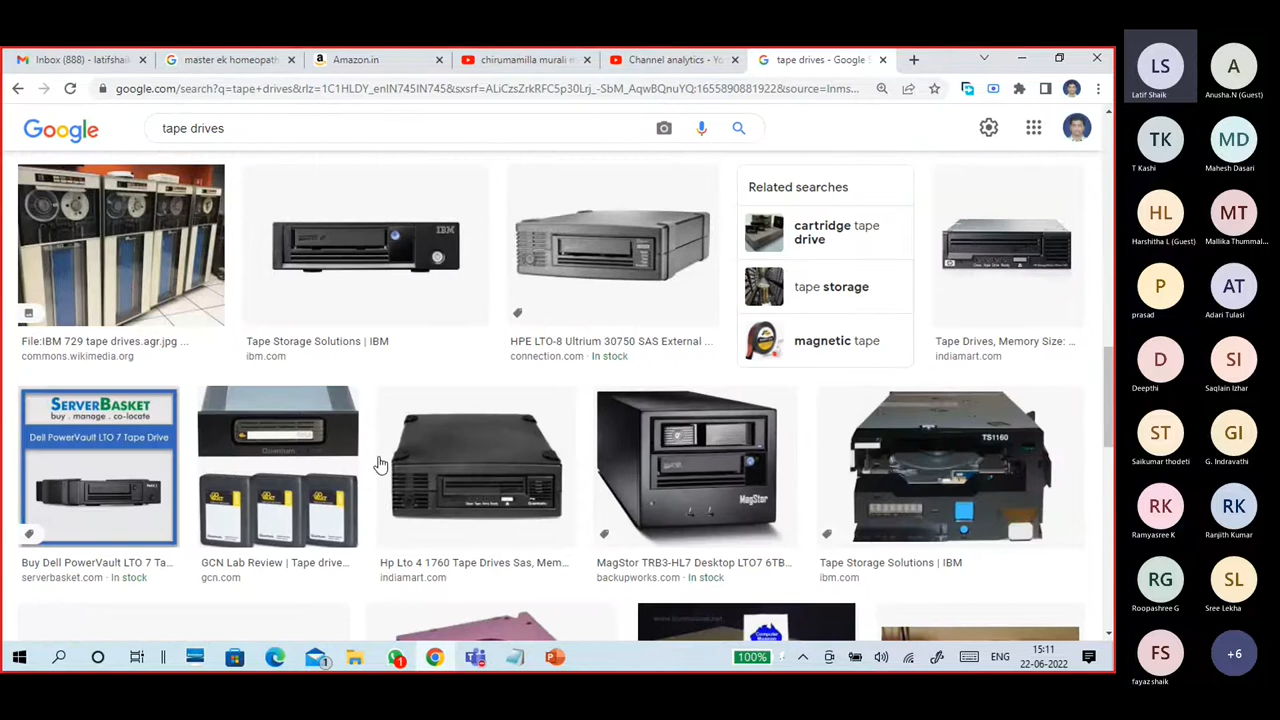 Inbox (888) - latifshai
master ek homeopath
Amazon.in
chirumamilla murali m
Channel analytics - Yo
tape drives - Google S
google.com/search?q=tape+drives&rlz=1C1HLDY_enIN745IN745&sxsrf=ALiCzsZrkRFC5p30Lrj_-SbM_AqwBQnuYQ:1655890881922&source=lnms...
Google
tape drives
Related searches
cartridge tape
drive
tape storage
magnetic tape
IBM
File:IBM 729 tape drives.agr.jpg ...
commons.wikimedia.org
Tape Storage Solutions | IBM
ibm.com
HPE LTO-8 Ultrium 30750 SAS External ...
connection.com · In stock
Tape Drives, Memory Size: ...
indiamart.com
SERVERBASKET
buy . manage . co-locate
Dell PowerVault LTO 7 Tape Drive
Quantum
MagStor
TS1160
Buy Dell PowerVault LTO 7 Ta...
serverbasket.com · In stock
GCN Lab Review | Tape drive...
gcn.com
Hp Lto 4 1760 Tape Drives Sas, Mem...
indiamart.com
MagStor TRB3-HL7 Desktop LTO7 6TB...
backupworks.com · In stock
Tape Storage Solutions | IBM
ibm.com
Computer
Museum
1
1
100%
ENG
15:11
22-06-2022
LS
Latif Shaik
A
Anusha.N (Guest)
TK
T Kashi
MD
Mahesh Dasari
HL
Harshitha L (Guest)
MT
Mallika Thummal...
P
prasad
AT
Adari Tulasi
D
Deepthi
SI
Saqlain Izhar
ST
Saikumar thodeti
GI
G. Indravathi
RK
Ramyasree K
RK
Ranjith Kumar
RG
Roopashree G
SL
Sree Lekha
FS
fayaz shaik
+6